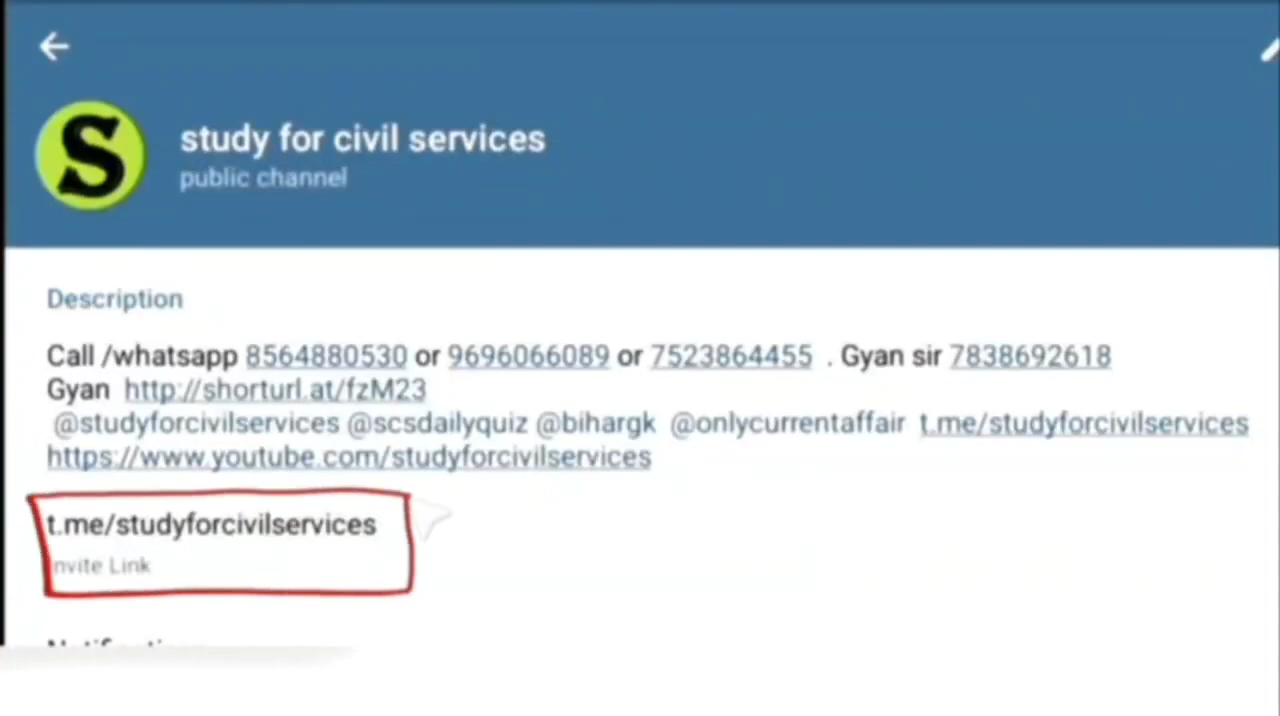 study for civil services
S
public channel
Description
Call /whatsapp 8564880530 or 9696066089 or 7523864455 . Gyan sir 7838692618
Gyan http://shorturl.at/fzM23
@studyforcivilservices @scsdailyquiz @bihargk @onlycurrentaffair t.me/studyforcivilservices
https://www.youtube.com/studyforcivilservices
t.me/studyforcivilservices
nvite Link